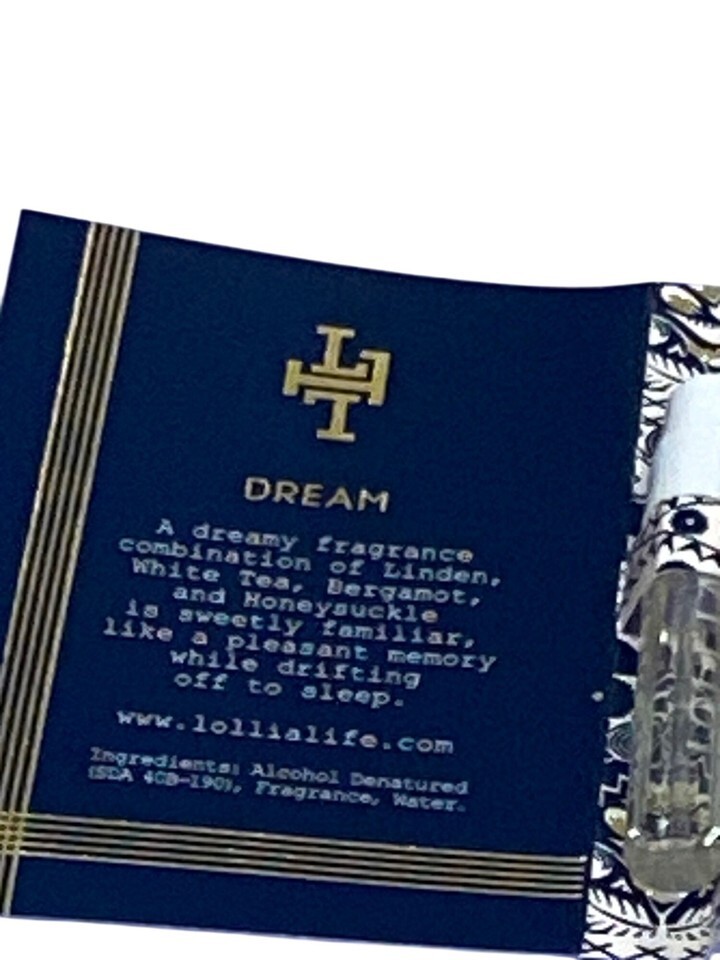 DREAM
A dreamy fragrance
combination of Linden,
White Tea, Bergamot,
and Honeysuckle
is sweetly familiar,
like a pleasant memory
while drifting
off to sleep.
www.lollialife.com
Ingredients: Alcohol Denatured
(SDA 40B-190), Fragrance, Water.